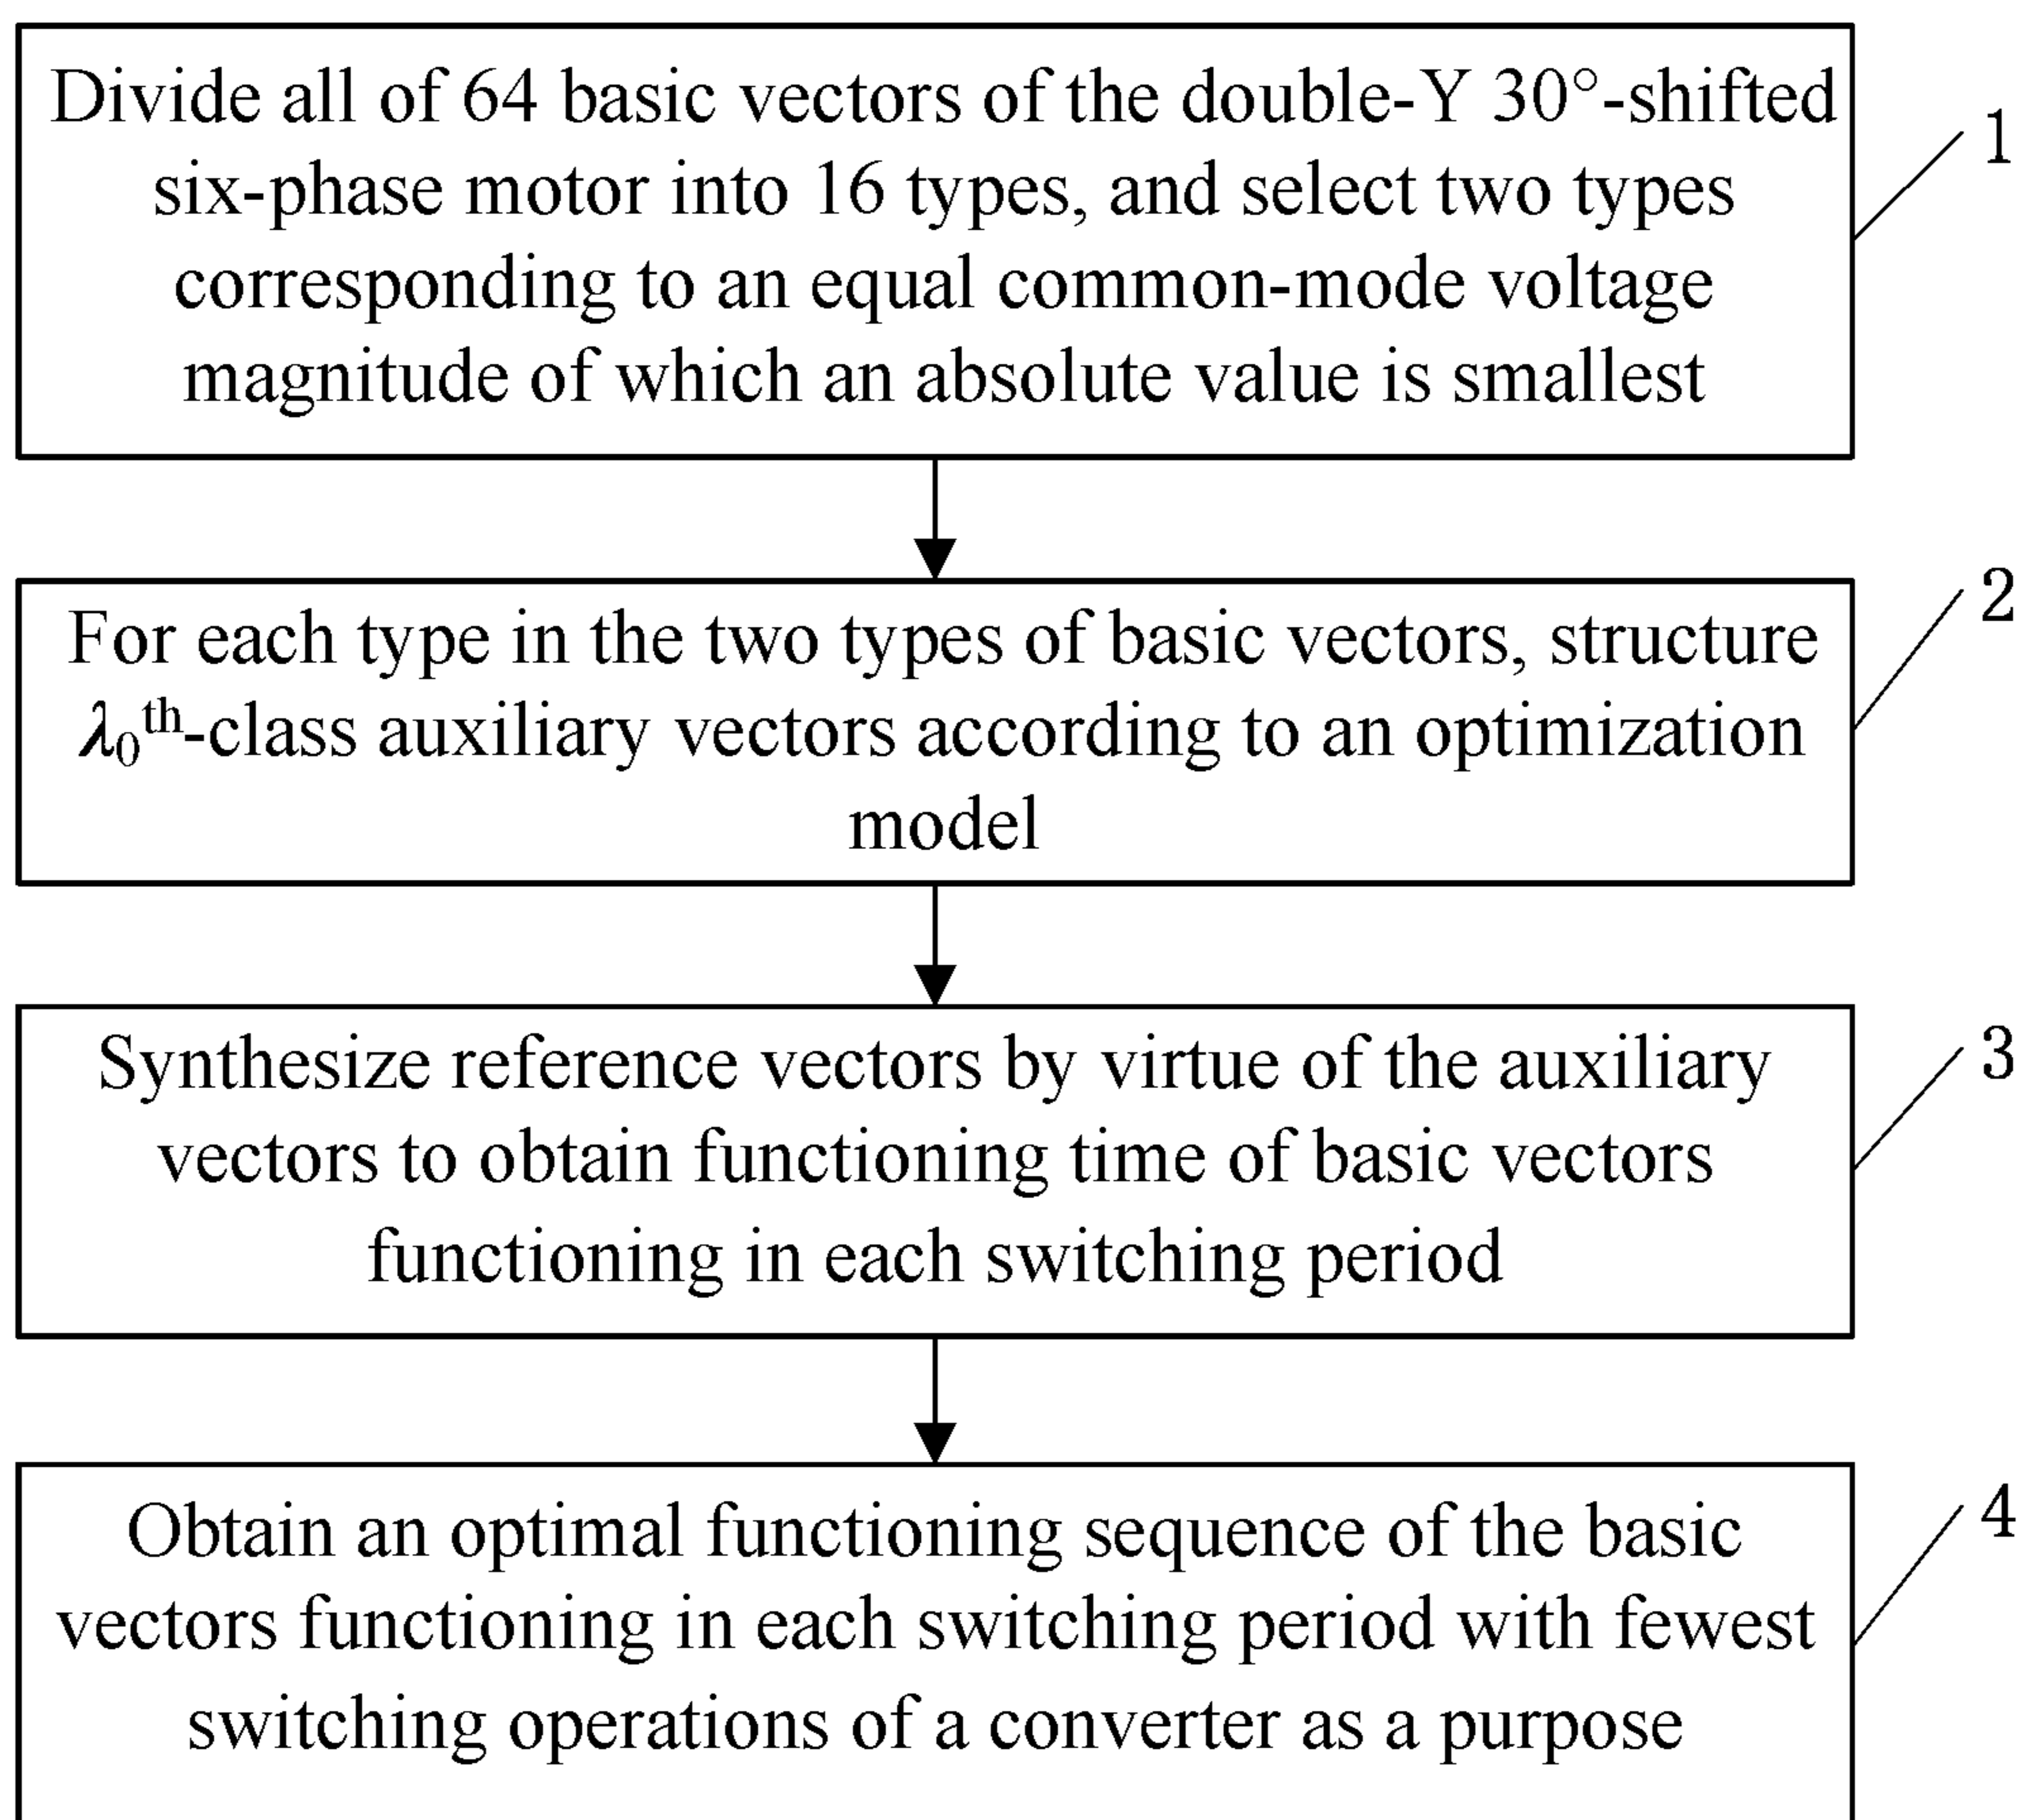 Divide all of 64 basic vectors of the double-Y 30°-shifted
six-phase motor into 16 types, and select two types
corresponding to an equal common-mode voltage
magnitude of which an absolute value is smallest
1
For each type in the two types of basic vectors, structure
λ₀ᵗʰ-class auxiliary vectors according to an optimization
model
2
Synthesize reference vectors by virtue of the auxiliary
vectors to obtain functioning time of basic vectors
functioning in each switching period
3
Obtain an optimal functioning sequence of the basic
vectors functioning in each switching period with fewest
switching operations of a converter as a purpose
4